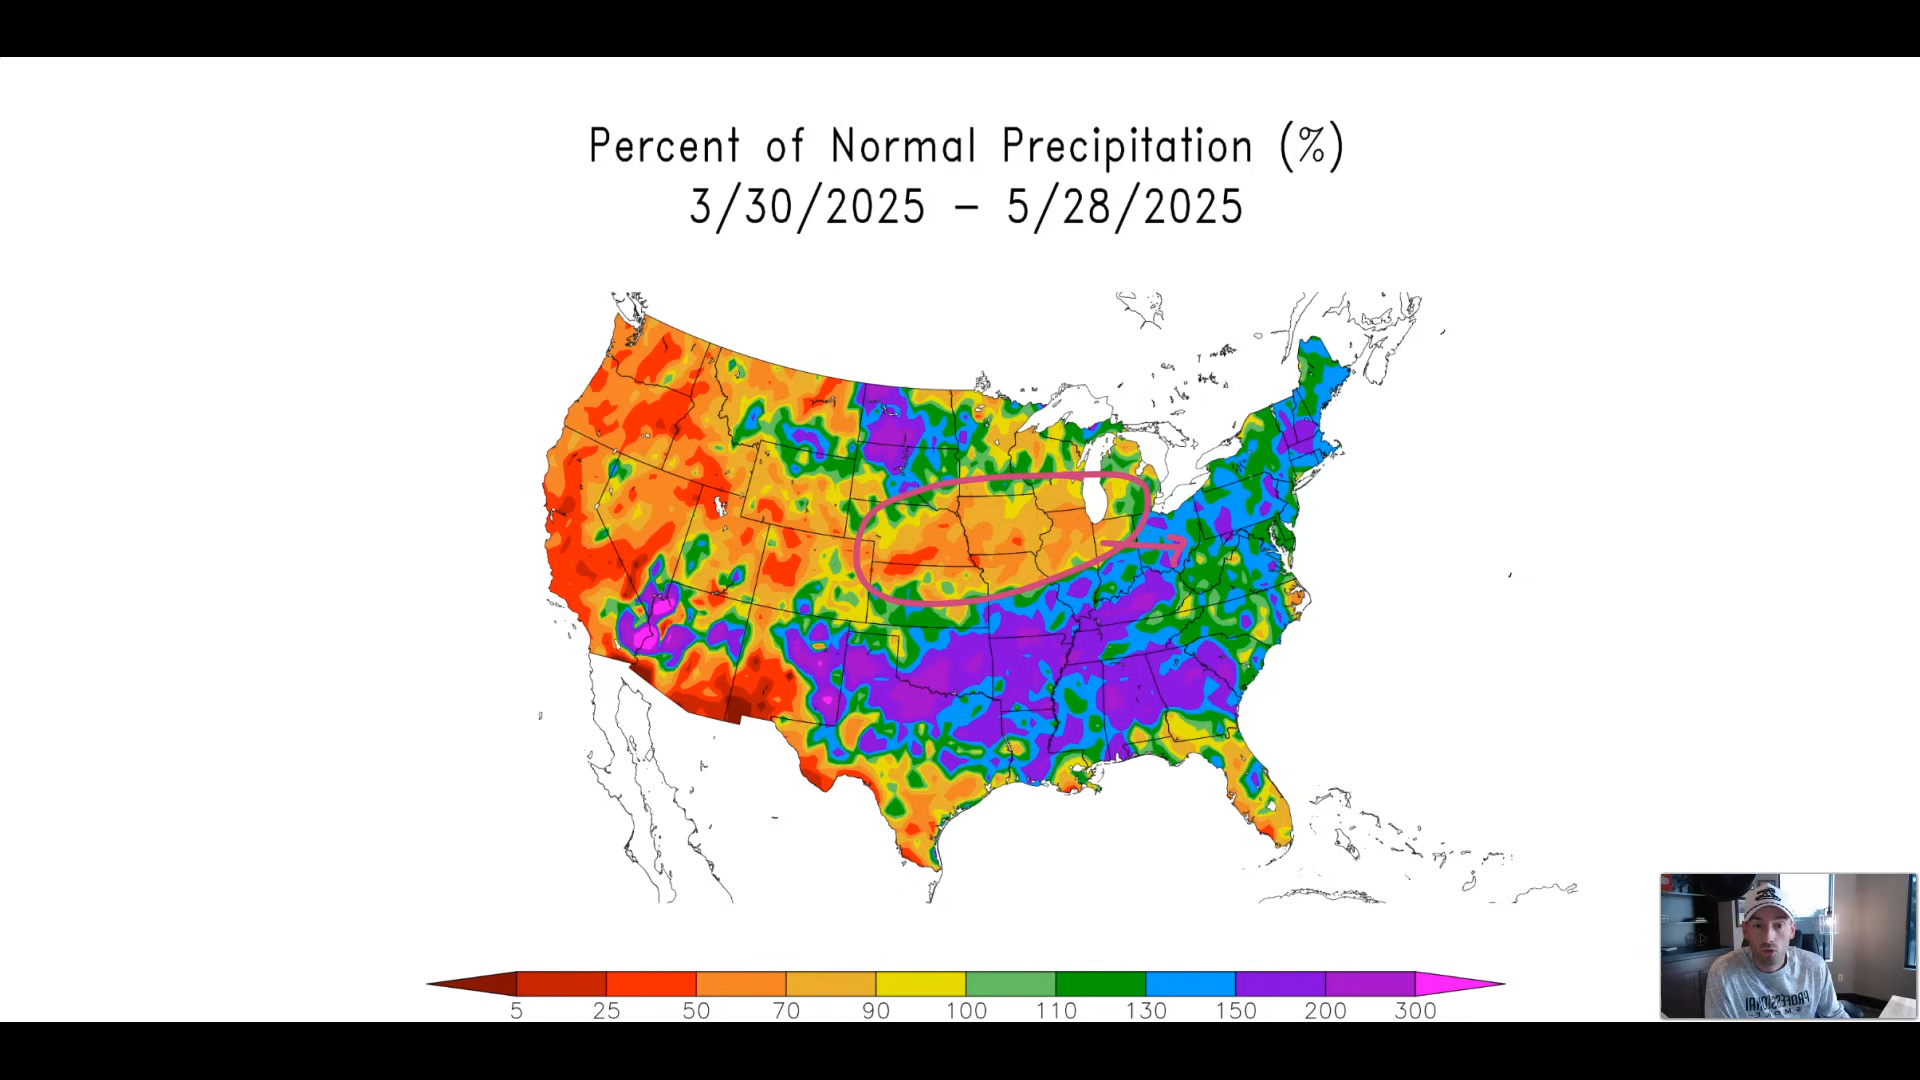 Percent of Normal Precipitation (%)
3/30/2025 – 5/28/2025
5 25 50 70 90 100 110 130 150 200 300
PROFESSIONAL